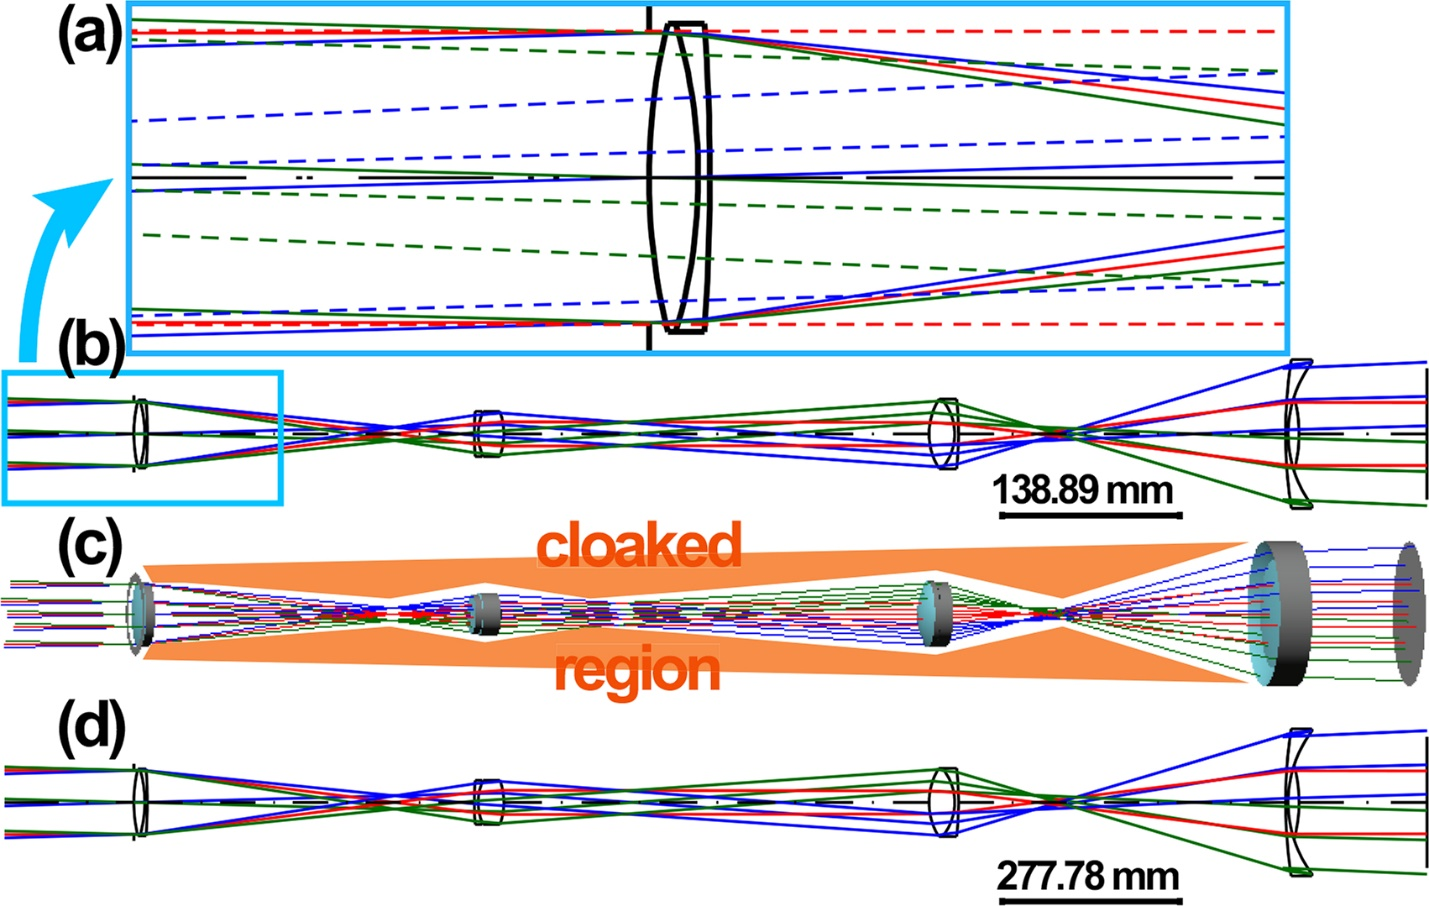 (a)
(b)
138.89 mm
(c)
cloaked
region
(d)
277.78 mm